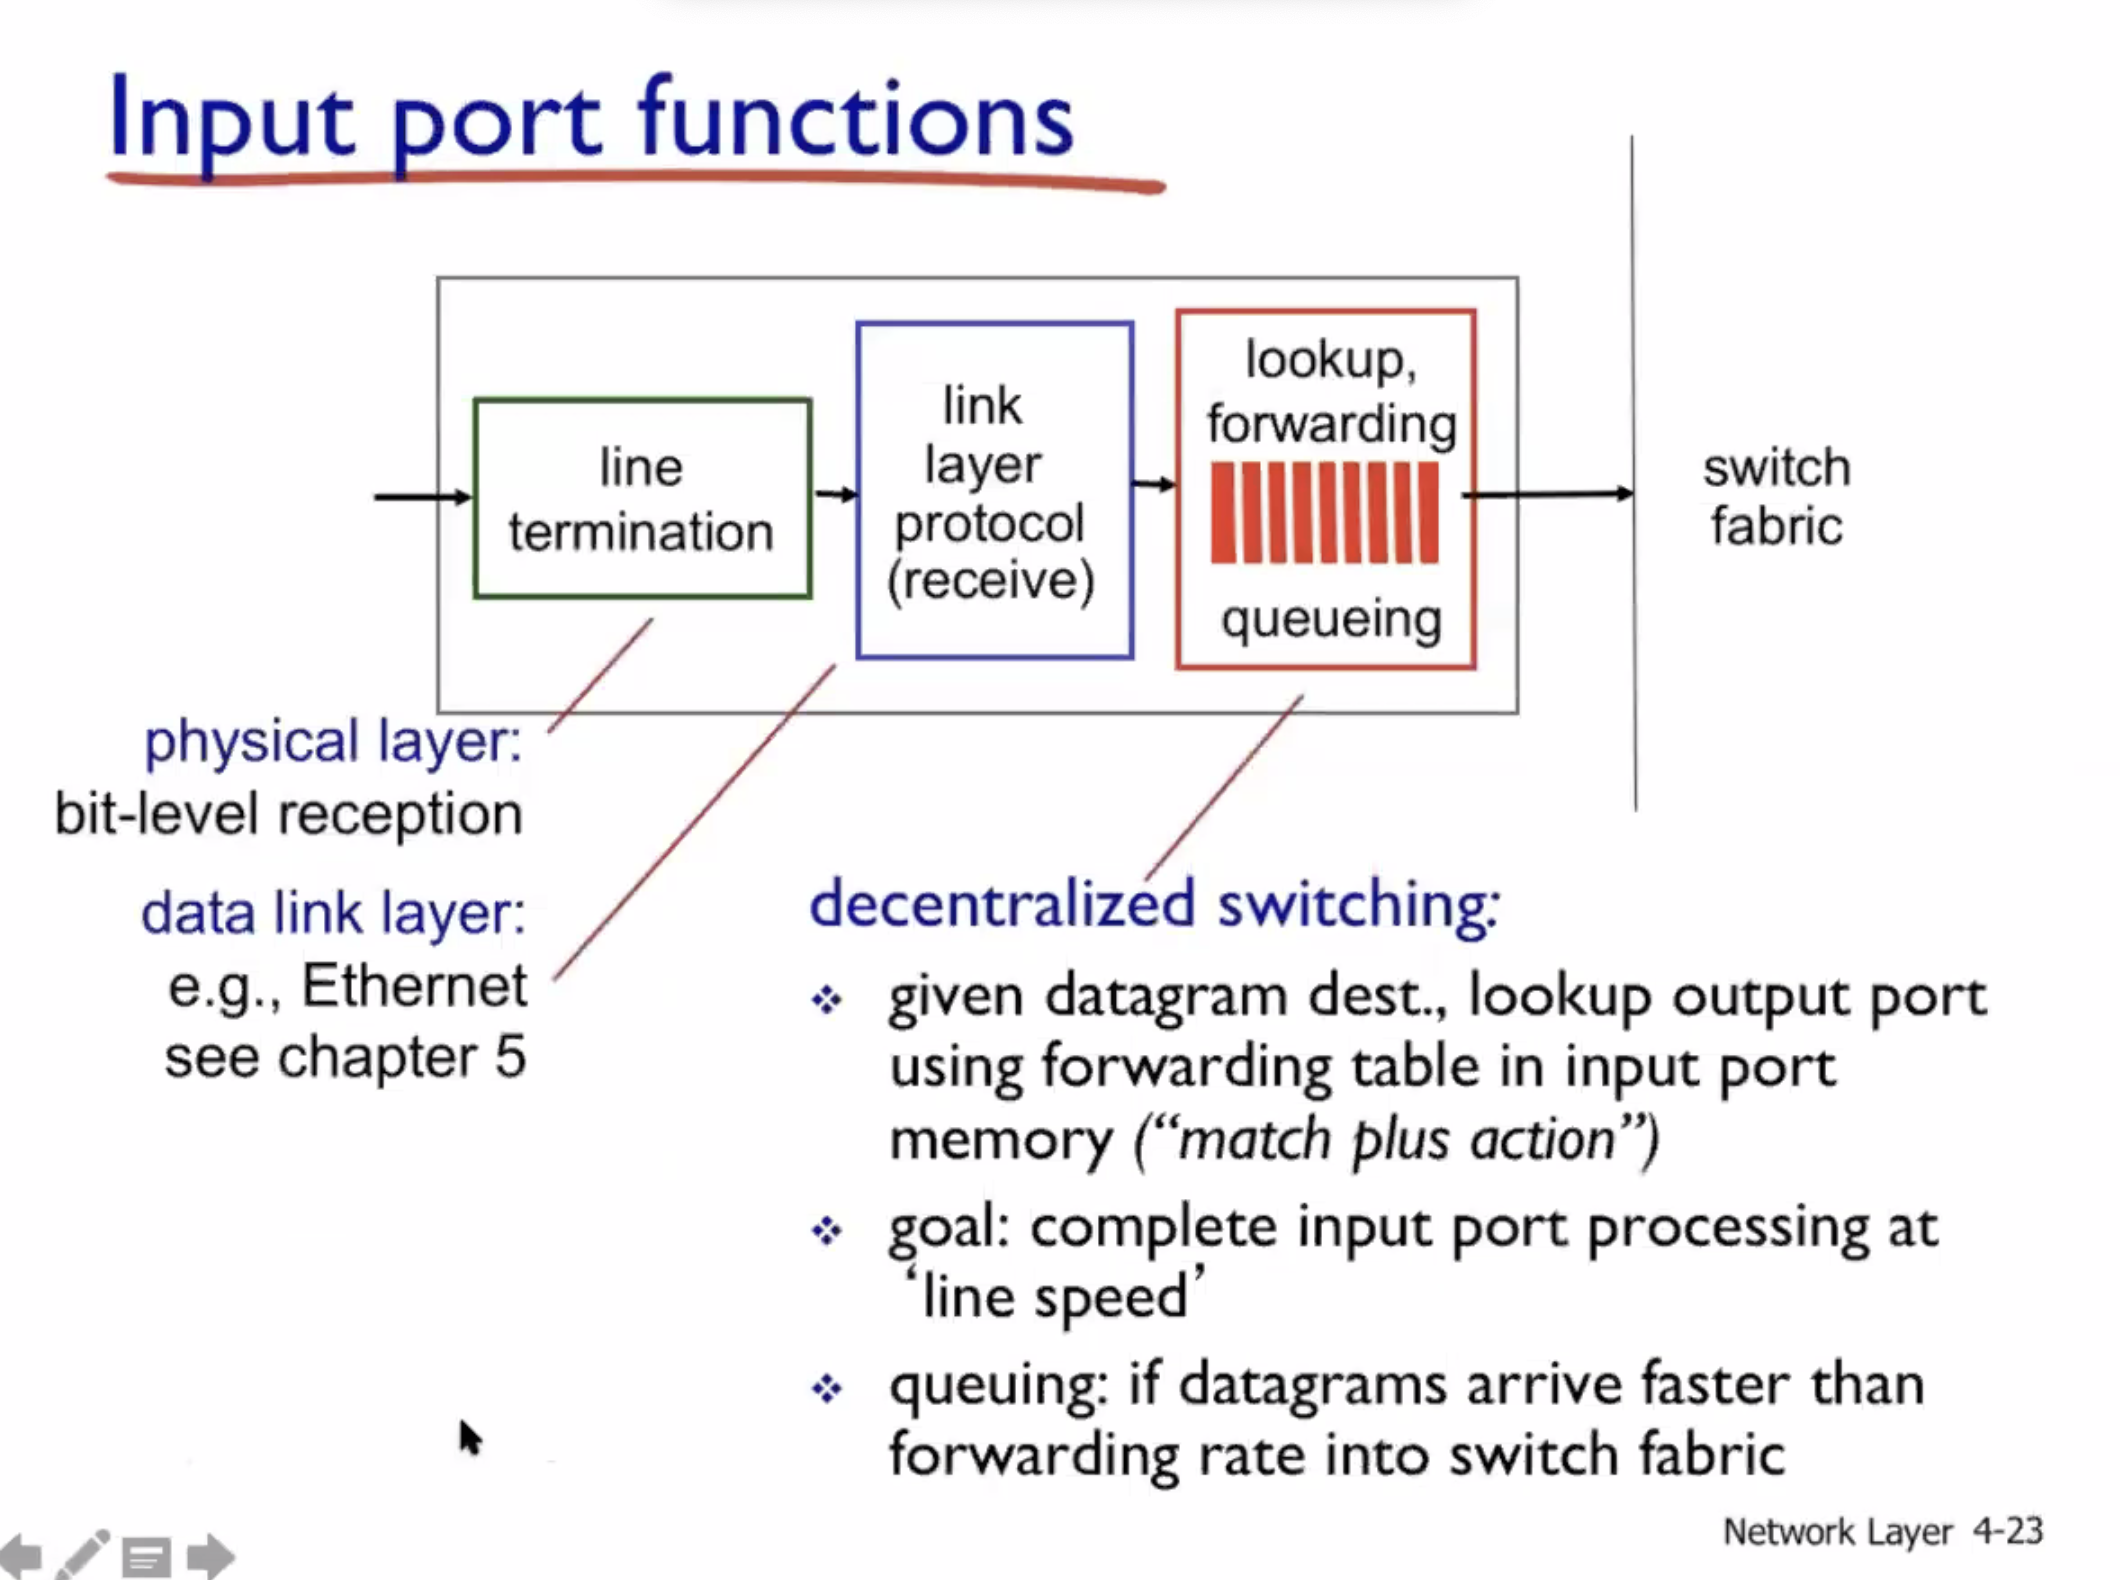 Input port functions
line
termination
link
layer
protocol
(receive)
lookup,
forwarding
queueing
switch
fabric
physical layer:
bit-level reception
data link layer:
e.g., Ethernet
see chapter 5
decentralized switching:
given datagram dest., lookup output port
using forwarding table in input port
memory (“match plus action”)
goal: complete input port processing at
‘line speed’
queuing: if datagrams arrive faster than
forwarding rate into switch fabric
Network Layer 4-23